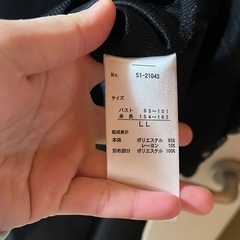 No. 51-21043
サイズ
バスト 93～101
身長 154～162
LL
組成表示
本体 ポリエステル 85%
レーヨン 15%
別布部分 ポリエステル 100%